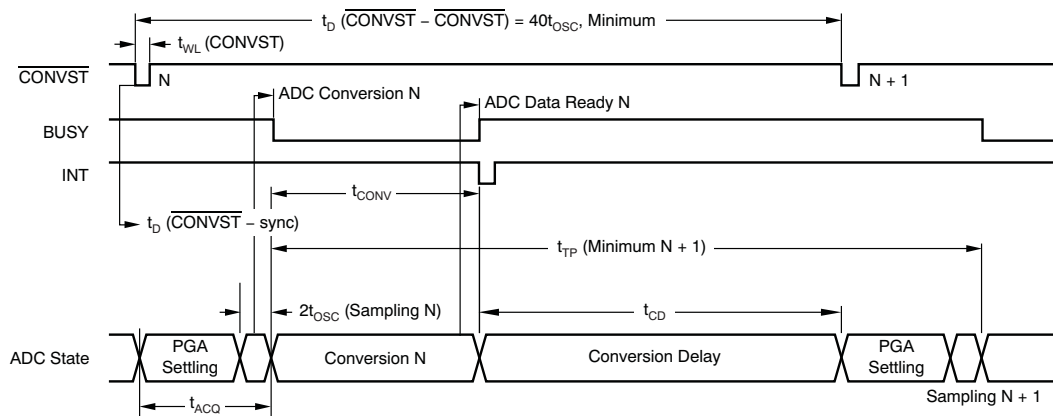 t_D (CONVST – CONVST) = 40t_OSC, Minimum
t_WL (CONVST)
CONVST
N
N + 1
ADC Conversion N
ADC Data Ready N
BUSY
INT
t_CONV
t_D (CONVST – sync)
t_TP (Minimum N + 1)
2t_OSC (Sampling N)
t_CD
ADC State
PGA
Settling
Conversion N
Conversion Delay
PGA
Settling
Sampling N + 1
t_ACQ